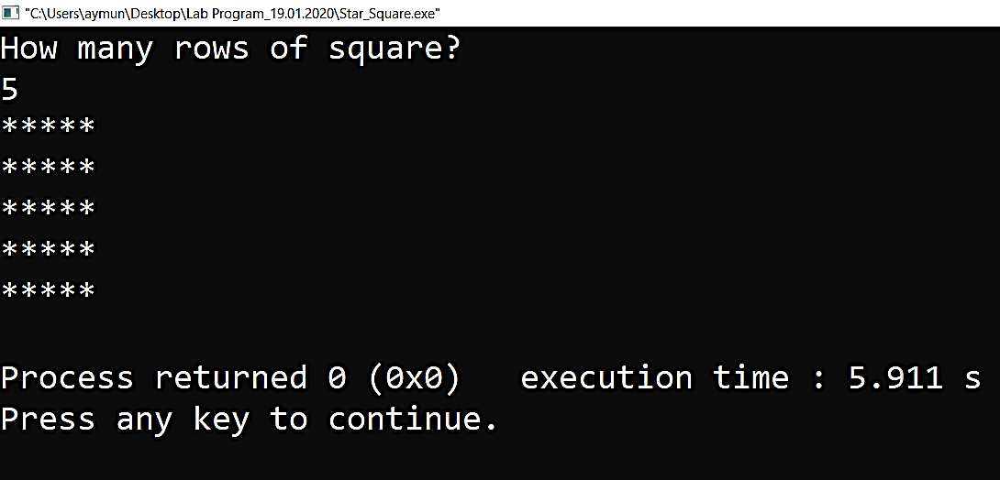 "C:\Users\aymun\Desktop\Lab Program_19.01.2020\Star_Square.exe"
How many rows of square?
5
*****
*****
*****
*****
*****
Process returned 0 (0x0)   execution time : 5.911 s
Press any key to continue.